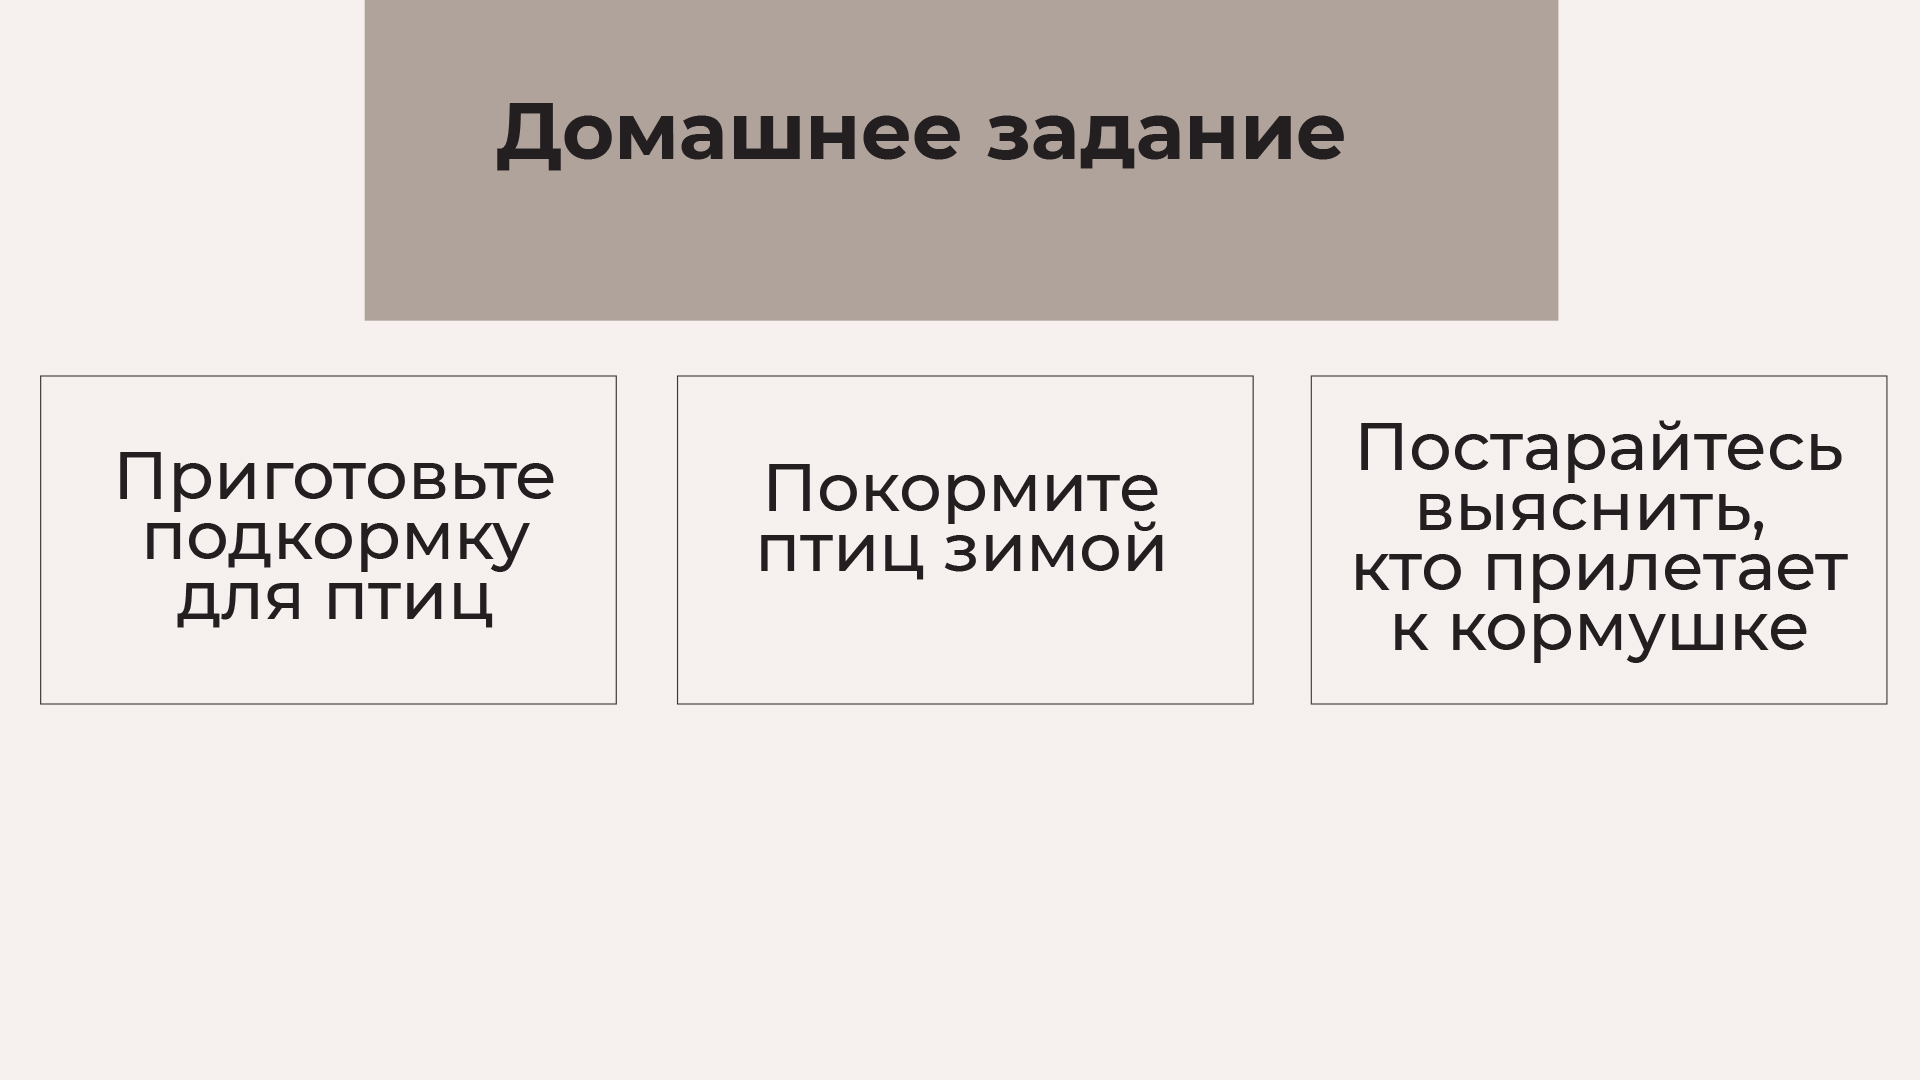 Домашнее задание
Приготовьте
подкормку
для птиц
Покормите
птиц зимой
Постарайтесь
выяснить,
кто прилетает
к кормушке